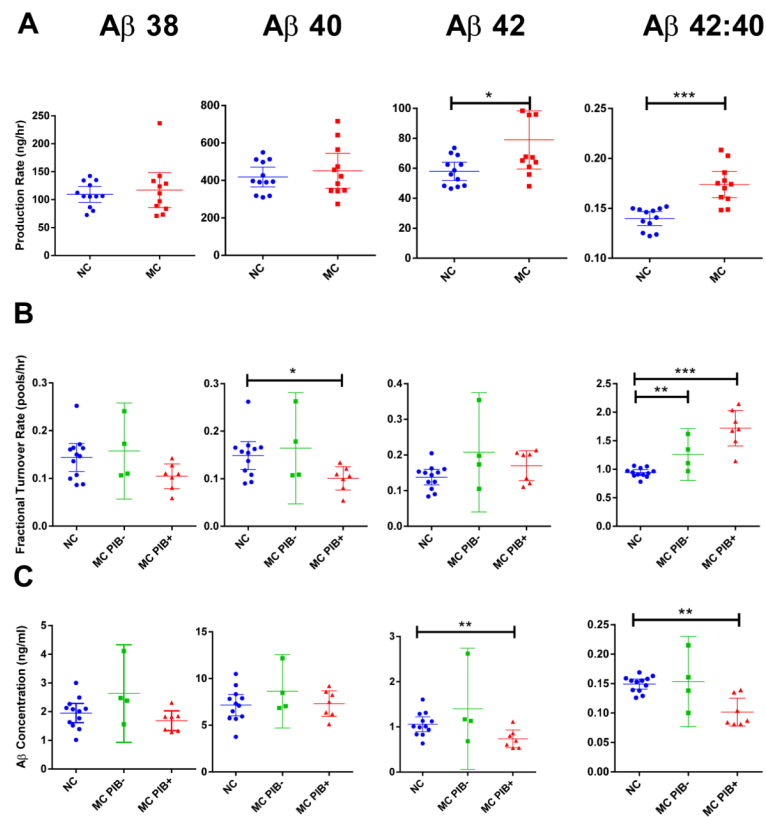 A
Aβ 38
Aβ 40
Aβ 42
Aβ 42:40
Production Rate (ng/hr)
250
200
150
100
50
0
NC
MC
800
600
400
200
0
NC
MC
*
100
80
60
40
20
0
NC
MC
***
0.25
0.20
0.15
0.10
NC
MC
B
Fractional Turnover Rate (pools/hr)
0.3
0.2
0.1
0.0
NC
MC PIB-
MC PIB+
*
0.3
0.2
0.1
0.0
NC
MC PIB-
MC PIB+
0.4
0.3
0.2
0.1
0.0
NC
MC PIB-
MC PIB+
***
**
2.5
2.0
1.5
1.0
0.5
0.0
NC
MC PIB-
MC PIB+
C
Aβ Concentration (ng/ml)
5
4
3
2
1
0
NC
MC PIB-
MC PIB+
15
10
5
0
NC
MC PIB-
MC PIB+
**
3
2
1
0
NC
MC PIB-
MC PIB+
**
0.25
0.20
0.15
0.10
0.05
0.00
NC
MC PIB-
MC PIB+